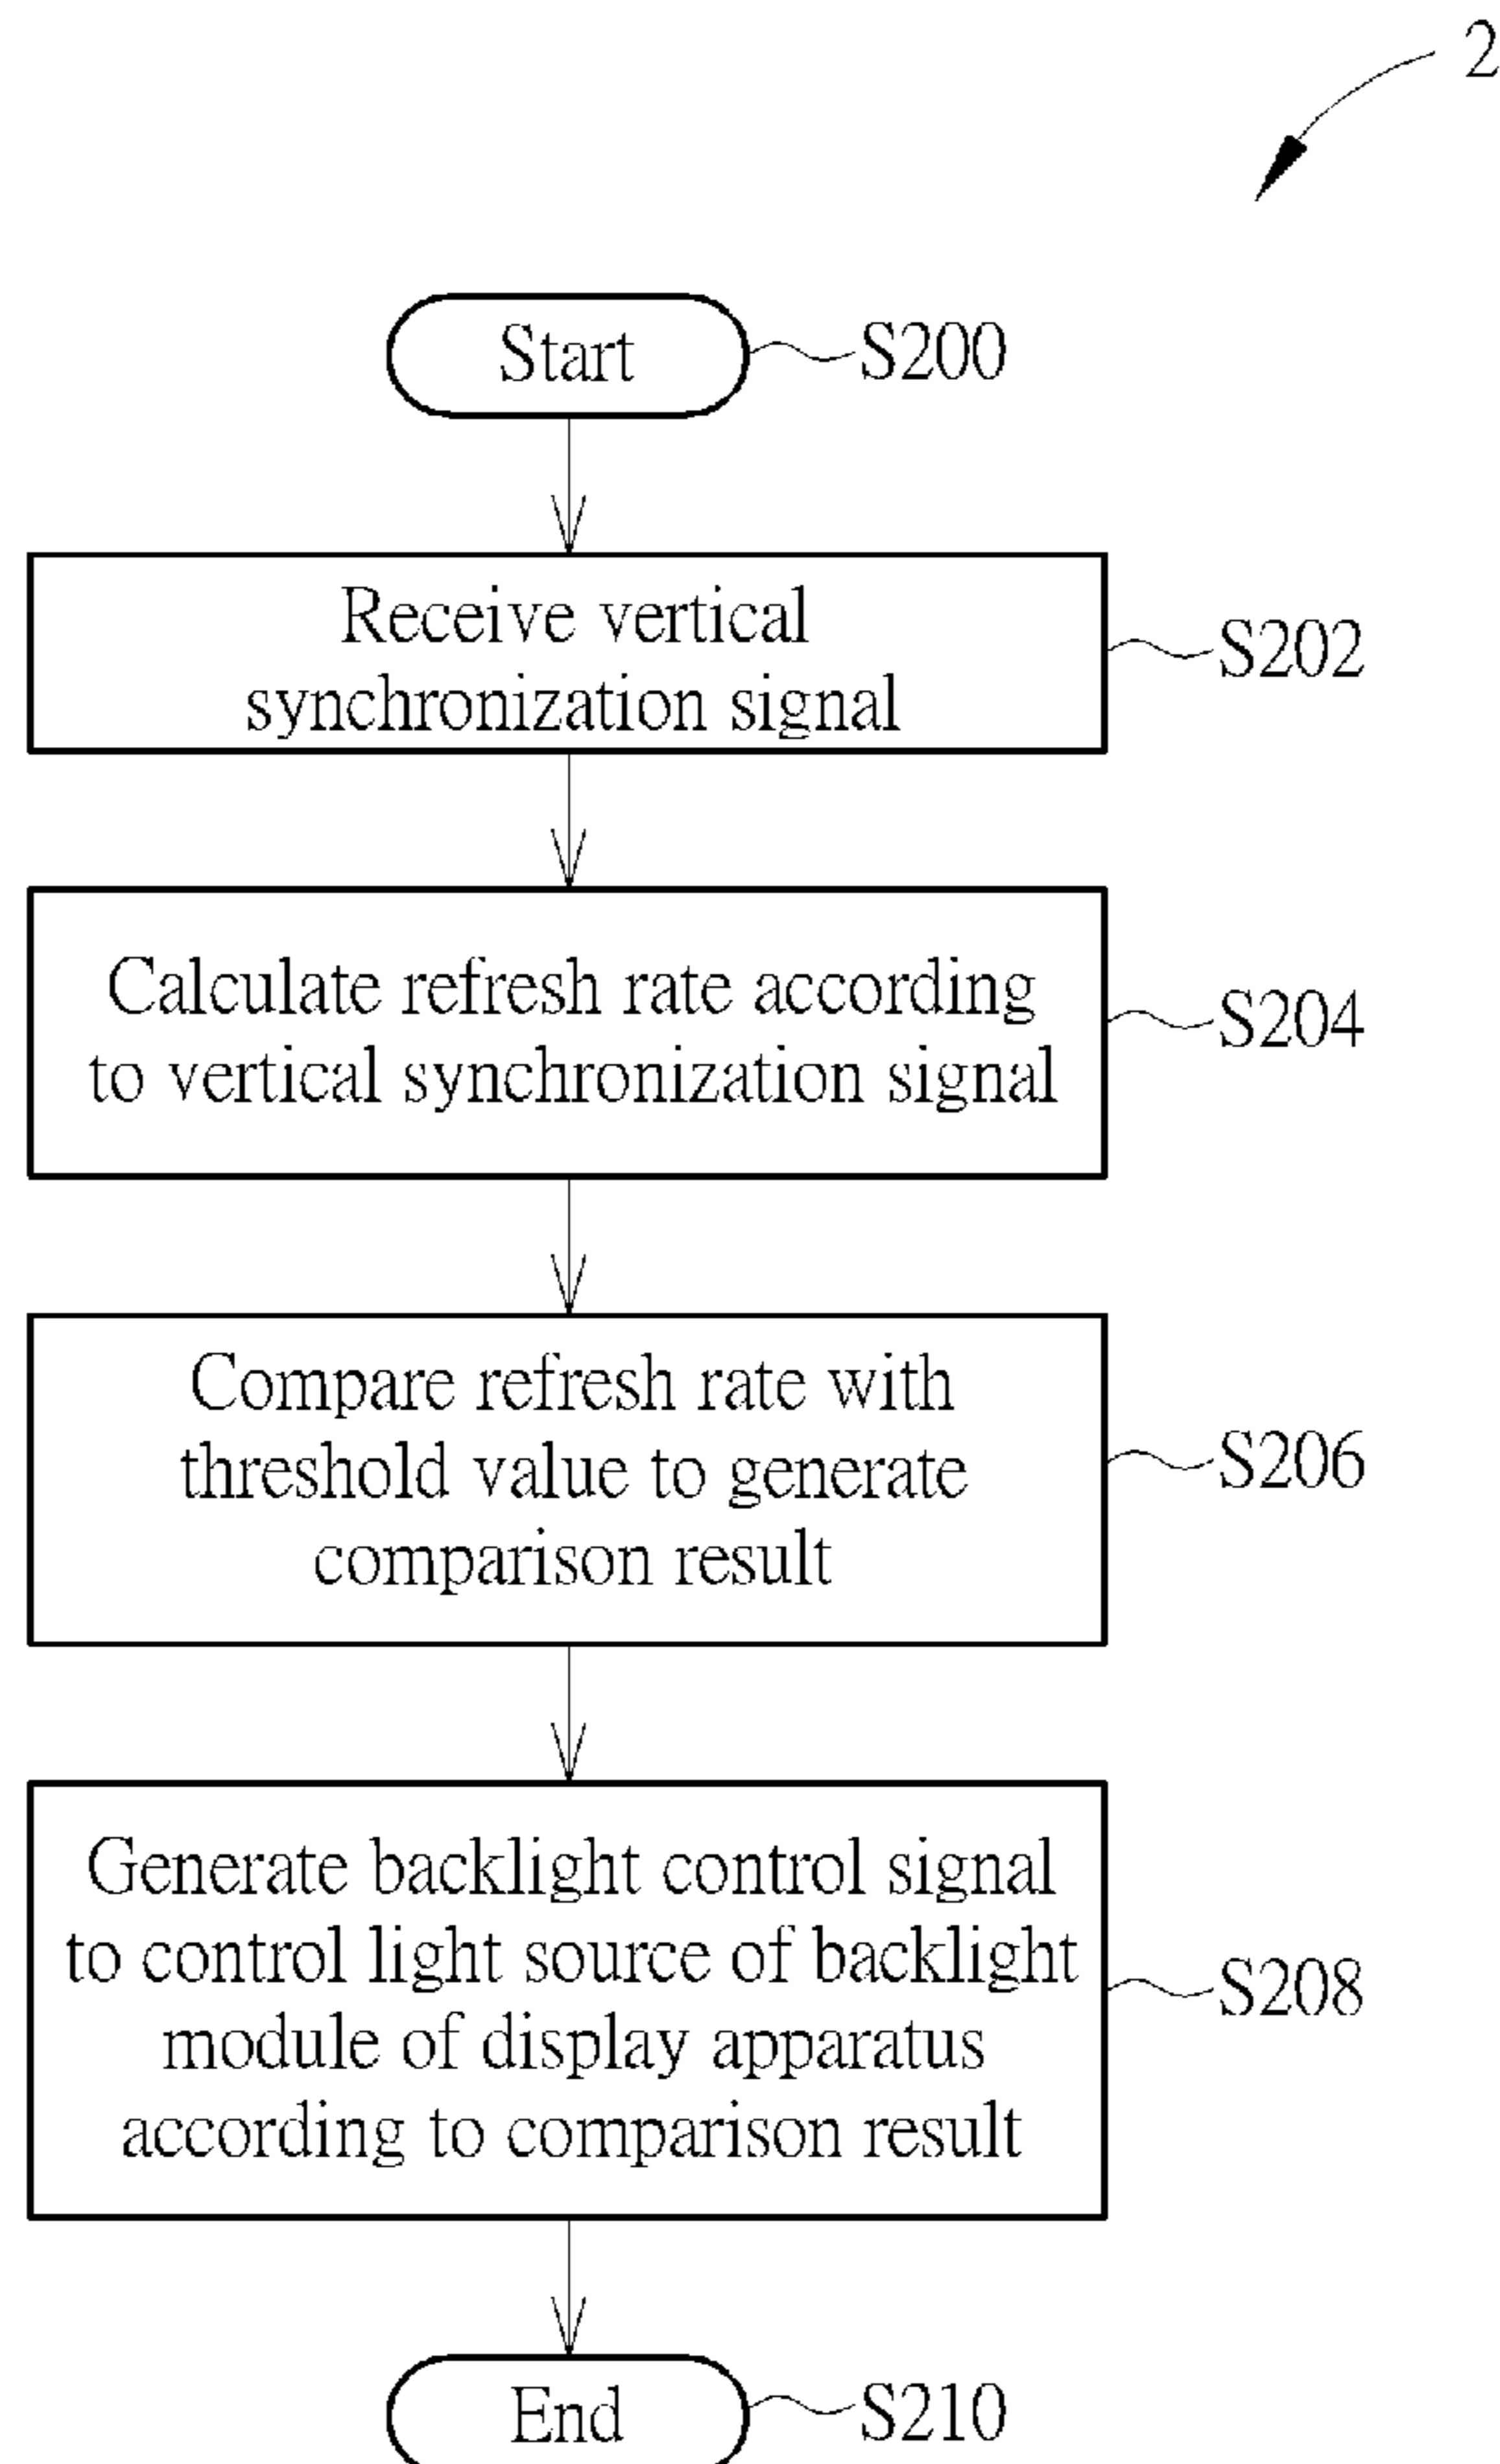 2
Start
S200
Receive vertical
synchronization signal
S202
Calculate refresh rate according
to vertical synchronization signal
S204
Compare refresh rate with
threshold value to generate
comparison result
S206
Generate backlight control signal
to control light source of backlight
module of display apparatus
according to comparison result
S208
End
S210